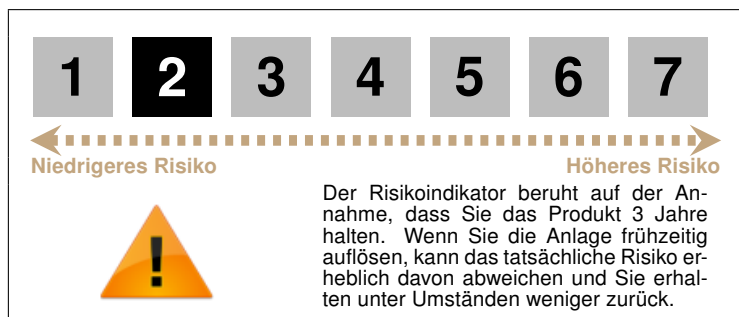 1 2 3 4 5 6 7
Niedrigeres Risiko Höheres Risiko
!
Der Risikoindikator beruht auf der An-
nahme, dass Sie das Produkt 3 Jahre
halten. Wenn Sie die Anlage frühzeitig
auflösen, kann das tatsächliche Risiko er-
heblich davon abweichen und Sie erhal-
ten unter Umständen weniger zurück.